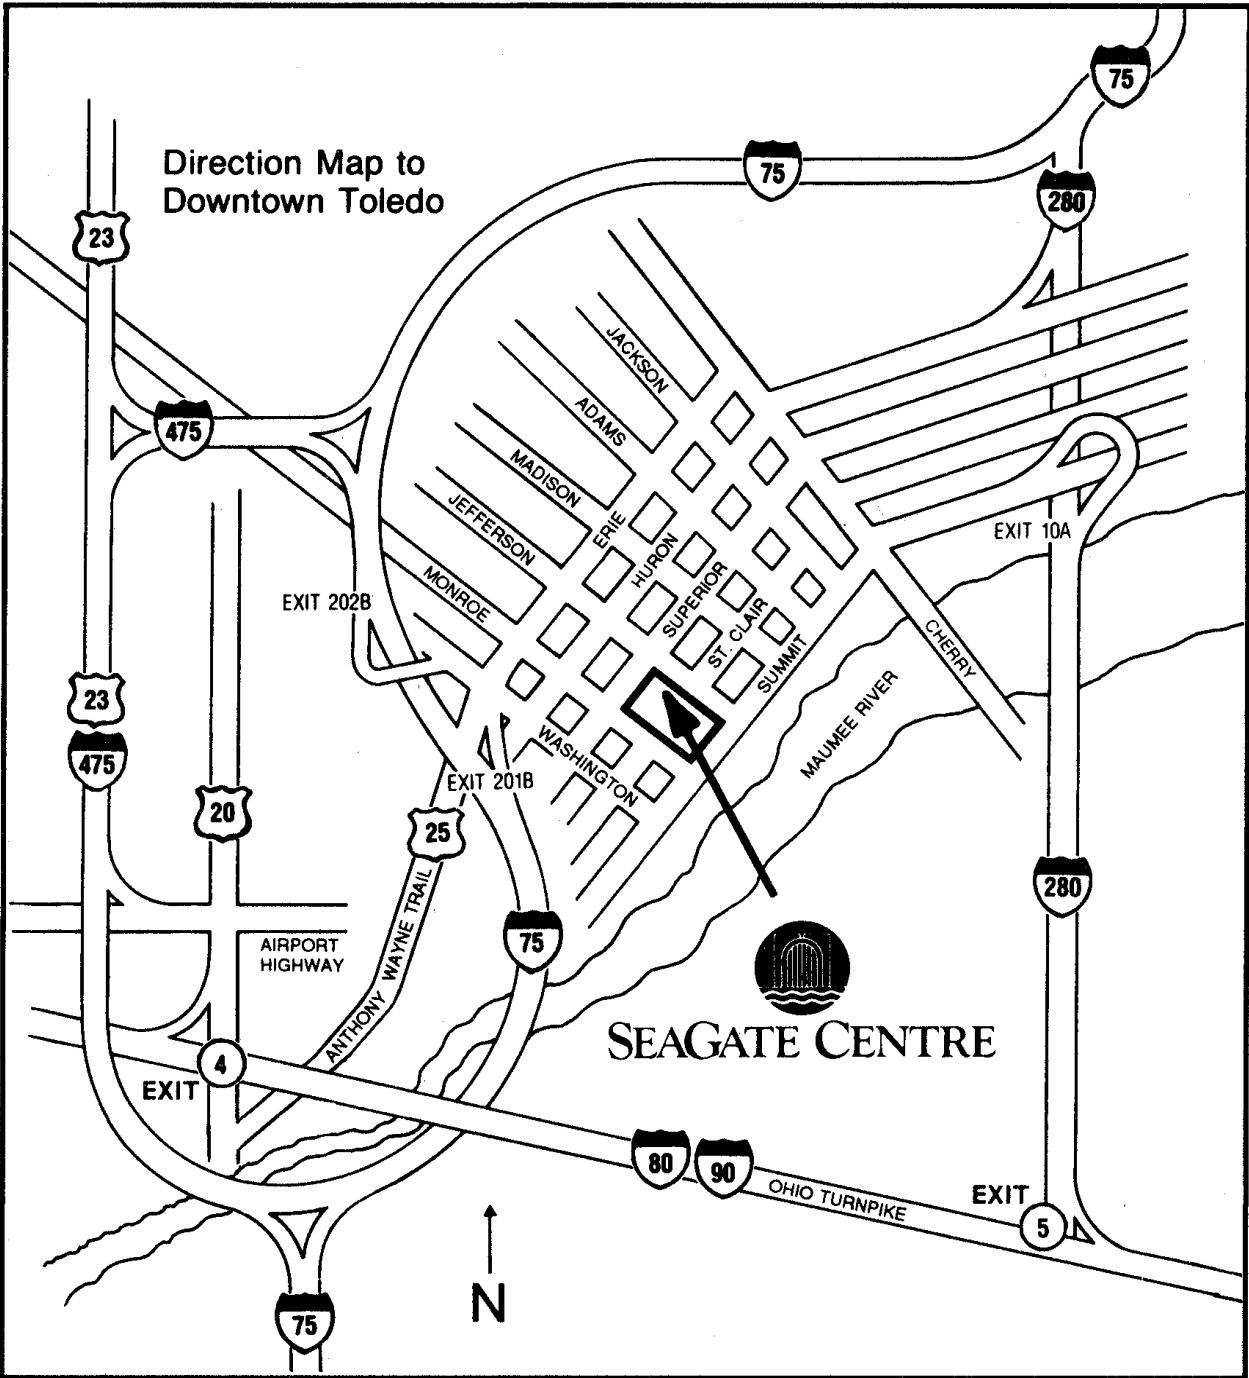 75
Direction Map to
Downtown Toledo
75
280
23
JACKSON
ADAMS
475
MADISON
ERIE
JEFFERSON
HURON
EXIT 10A
MONROE
SUPERIOR
EXIT 202B
ST. CLAIR
SUMMIT
CHERRY
23
475
MAUMEE RIVER
WASHINGTON
EXIT 201B
20
25
280
ANTHONY WAYNE TRAIL
75
AIRPORT
HIGHWAY
SEAGATE CENTRE
4
EXIT
80
90
OHIO TURNPIKE
EXIT
5
N
75